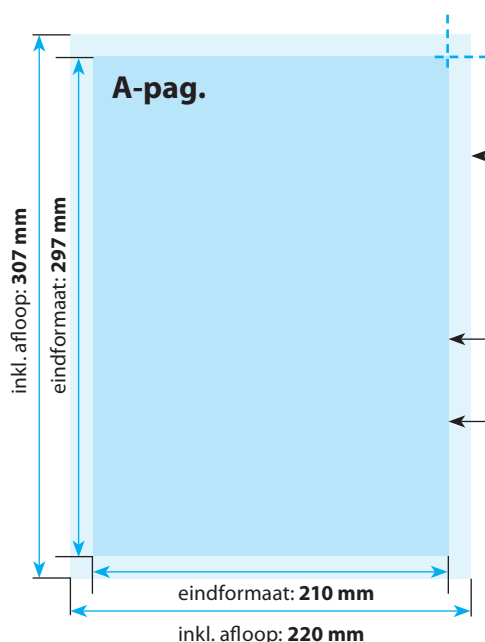 A-pag.
inkl. afloop: 307 mm
eindformaat: 297 mm
eindformaat: 210 mm
inkl. afloop: 220 mm